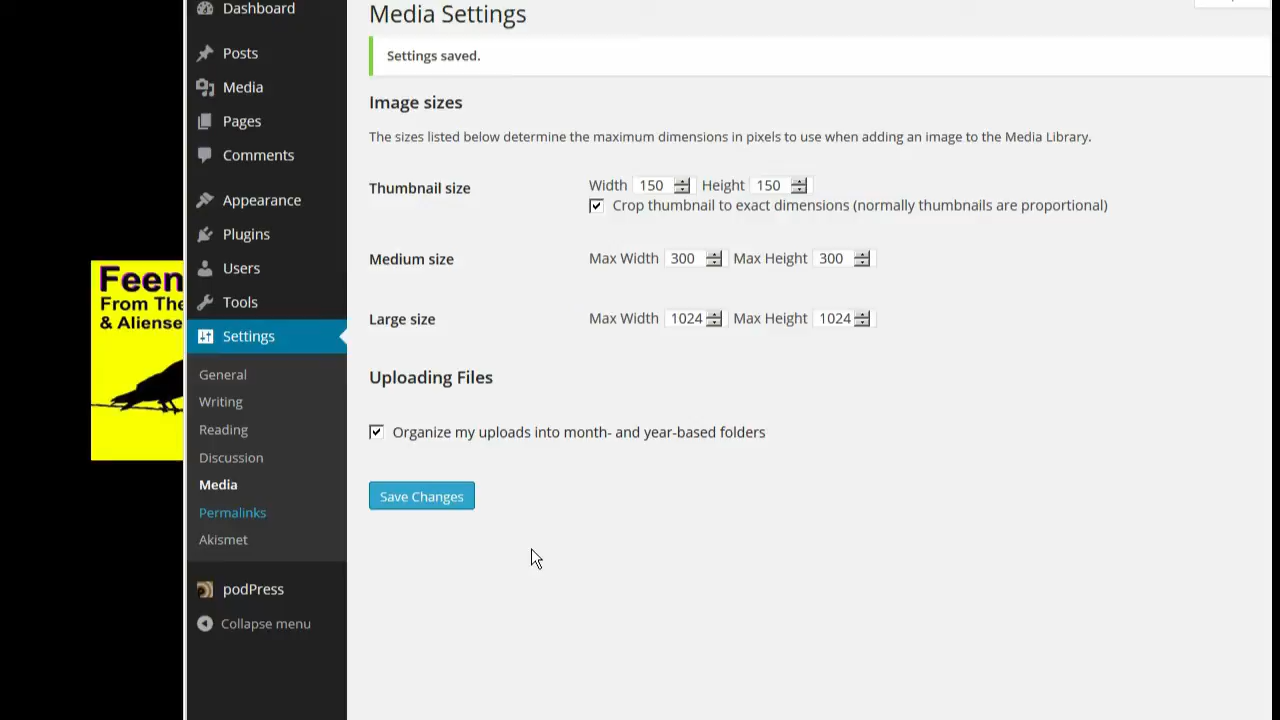 Dashboard
Posts
Media
Pages
Comments
Appearance
Plugins
Users
Tools
Settings
General
Writing
Reading
Discussion
Media
Permalinks
Akismet
podPress
Collapse menu
Feen
From The
& Aliense
Media Settings
Settings saved.
Image sizes
The sizes listed below determine the maximum dimensions in pixels to use when adding an image to the Media Library.
Thumbnail size Width 150 Height 150
Crop thumbnail to exact dimensions (normally thumbnails are proportional)
Medium size Max Width 300 Max Height 300
Large size Max Width 1024 Max Height 1024
Uploading Files
Organize my uploads into month- and year-based folders
Save Changes